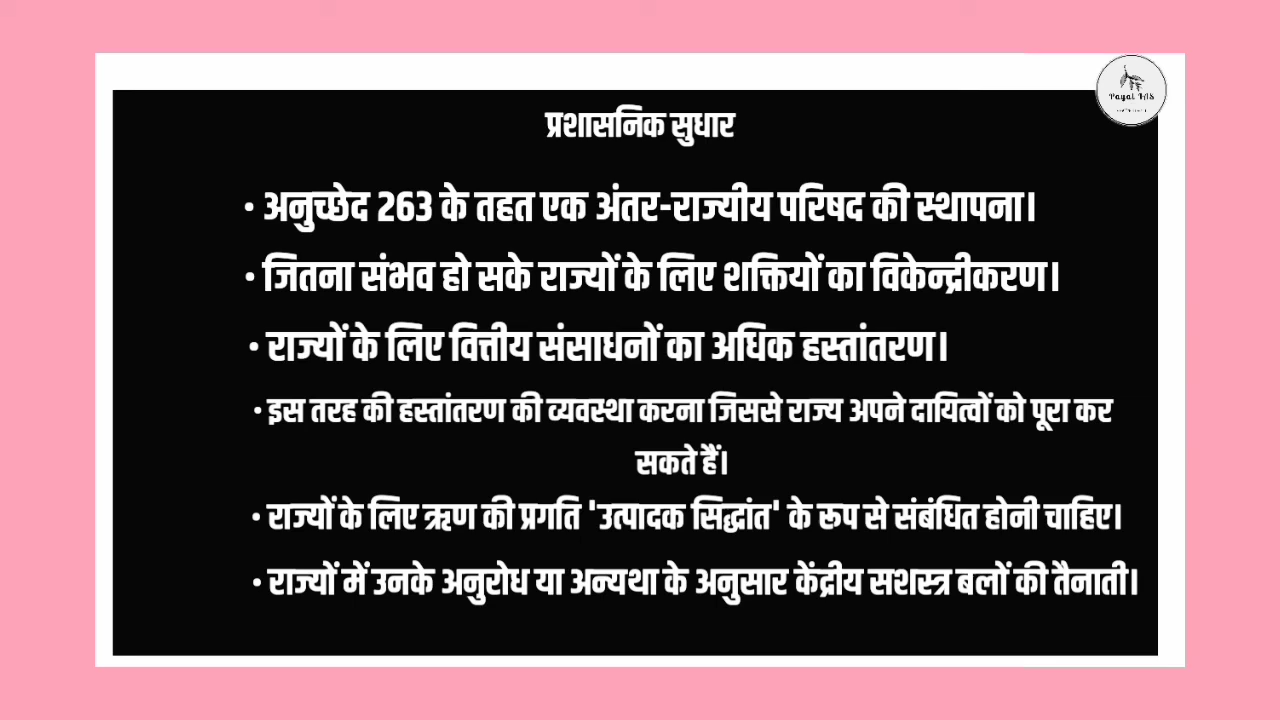 Payal IAS
प्रशासनिक सुधार
• अनुच्छेद 263 के तहत एक अंतर-राज्यीय परिषद की स्थापना।
• जितना संभव हो सके राज्यों के लिए शक्तियों का विकेन्द्रीकरण।
• राज्यों के लिए वित्तीय संसाधनों का अधिक हस्तांतरण।
• इस तरह की हस्तांतरण की व्यवस्था करना जिससे राज्य अपने दायित्वों को पूरा कर
सकते हैं।
• राज्यों के लिए ऋण की प्रगति 'उत्पादक सिद्धांत' के रूप से संबंधित होनी चाहिए।
• राज्यों में उनके अनुरोध या अन्यथा के अनुसार केंद्रीय सशस्त्र बलों की तैनाती।